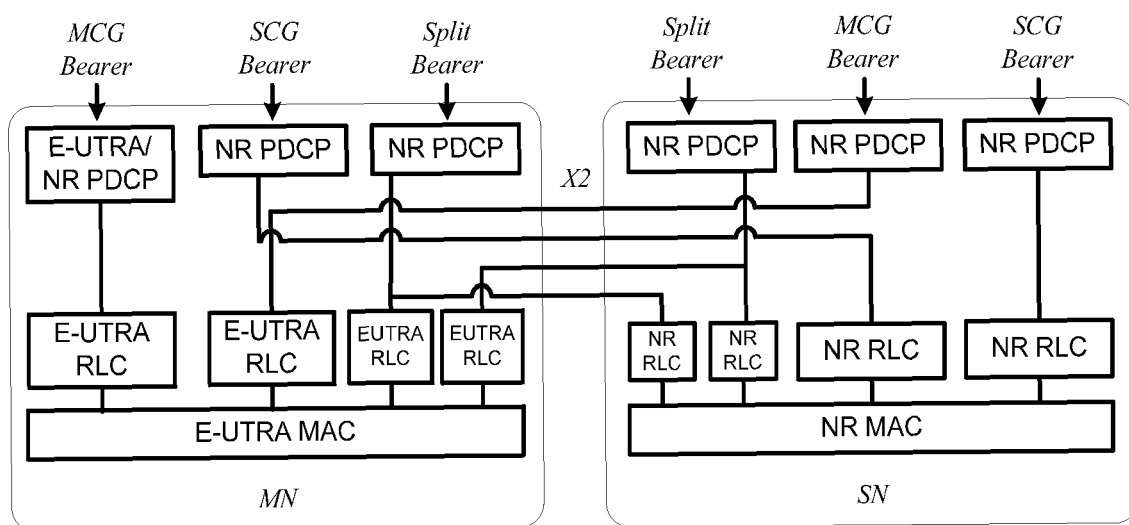 MCG
Bearer
SCG
Bearer
Split
Bearer
Split
Bearer
MCG
Bearer
SCG
Bearer
E-UTRA/
NR PDCP
NR PDCP
NR PDCP
X2
NR PDCP
NR PDCP
NR PDCP
E-UTRA
RLC
E-UTRA
RLC
EUTRA
RLC
EUTRA
RLC
NR
RLC
NR
RLC
NR RLC
NR RLC
E-UTRA MAC
NR MAC
MN
SN